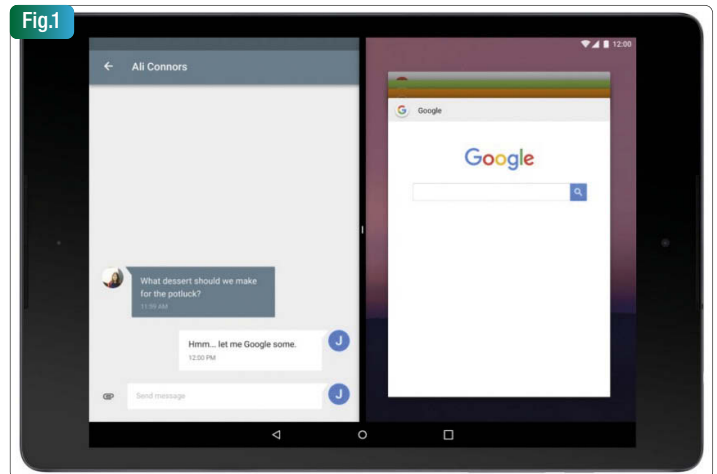 Fig.1
12:00
Ali Connors
Google
Google
What dessert should we make
for the potluck?
11:59 AM
Hmm... let me Google some.
12:00 PM
J
Send message
J